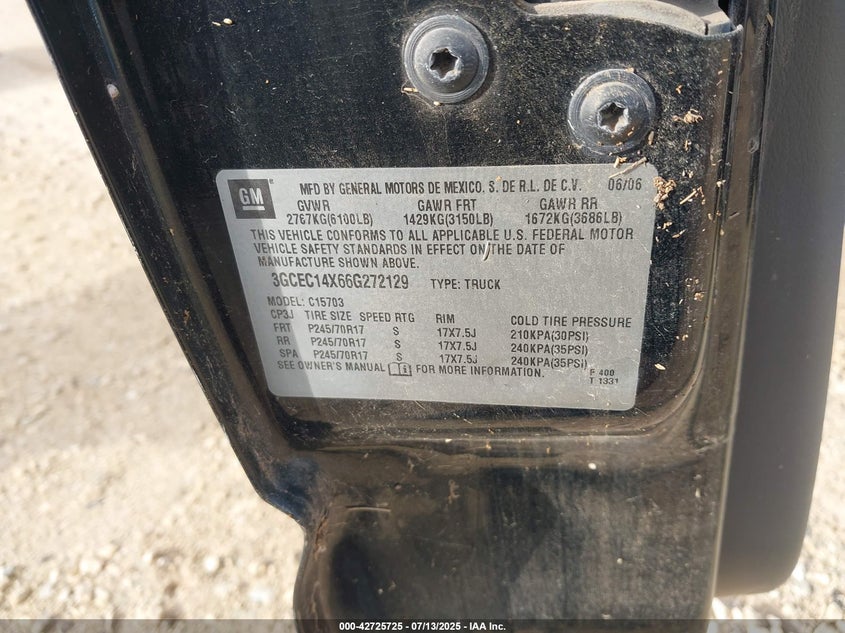 GM
MFD BY GENERAL MOTORS DE MEXICO, S. DE R.L. DE C.V. 06/06
GVWR GAWR FRT GAWR RR
2767KG(6100LB) 1429KG(3150LB) 1672KG(3686LB)
THIS VEHICLE CONFORMS TO ALL APPLICABLE U.S. FEDERAL MOTOR
VEHICLE SAFETY STANDARDS IN EFFECT ON THE DATE OF
MANUFACTURE SHOWN ABOVE.
3GCEC14X66G272129 TYPE: TRUCK
MODEL: C15703
CP3J TIRE SIZE SPEED RTG RIM COLD TIRE PRESSURE
FRT P245/70R17 S 17X7.5J 210KPA(30PSI)
RR P245/70R17 S 17X7.5J 240KPA(35PSI)
SPA P245/70R17 S 17X7.5J 240KPA(35PSI)
SEE OWNER'S MANUAL FOR MORE INFORMATION.
F 400
T 1331
000-42725725 - 07/13/2025 - IAA Inc.